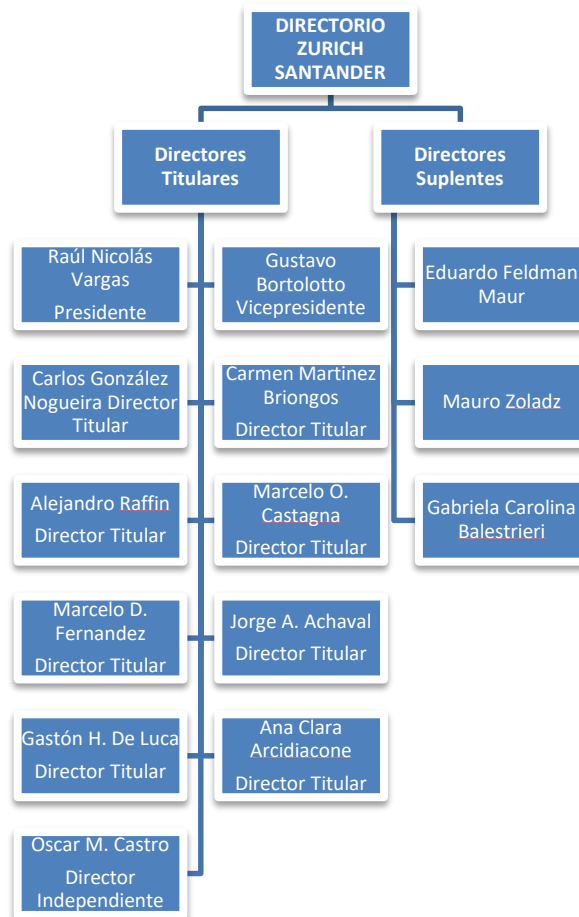 DIRECTORIO
ZURICH
SANTANDER
Directores
Titulares
Directores
Suplentes
Raúl Nicolás
Vargas
Presidente
Gustavo
Bortolotto
Vicepresidente
Eduardo Feldman
Maur
Carlos González
Nogueira Director
Titular
Carmen Martinez
Briongos
Director Titular
Mauro Zoladz
Alejandro Raffin
Director Titular
Marcelo O.
Castagna
Director Titular
Gabriela Carolina
Balestrieri
Marcelo D.
Fernandez
Director Titular
Jorge A. Achaval
Director Titular
Gastón H. De Luca
Director Titular
Ana Clara
Arcidiacone
Director Titular
Oscar M. Castro
Director
Independiente